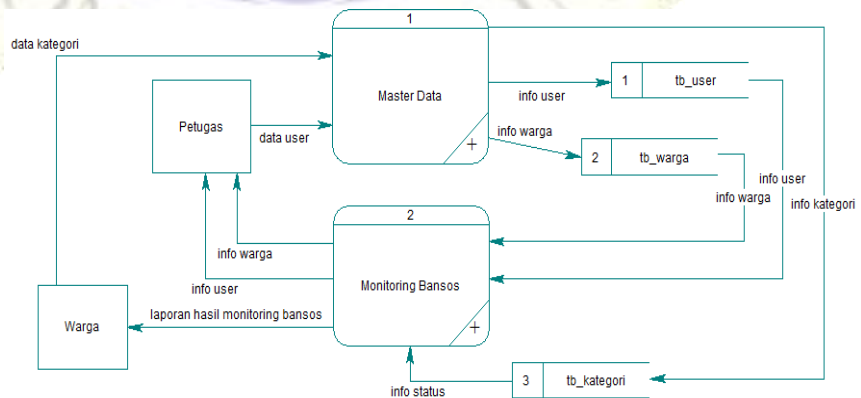 1
data kategori
Master Data
1 tb_user
info user
Petugas
data user
info warga
2 tb_warga
info user
info warga
info kategori
2
info warga
info user
Monitoring Bansos
laporan hasil monitoring bansos
Warga
3 tb_kategori
info status